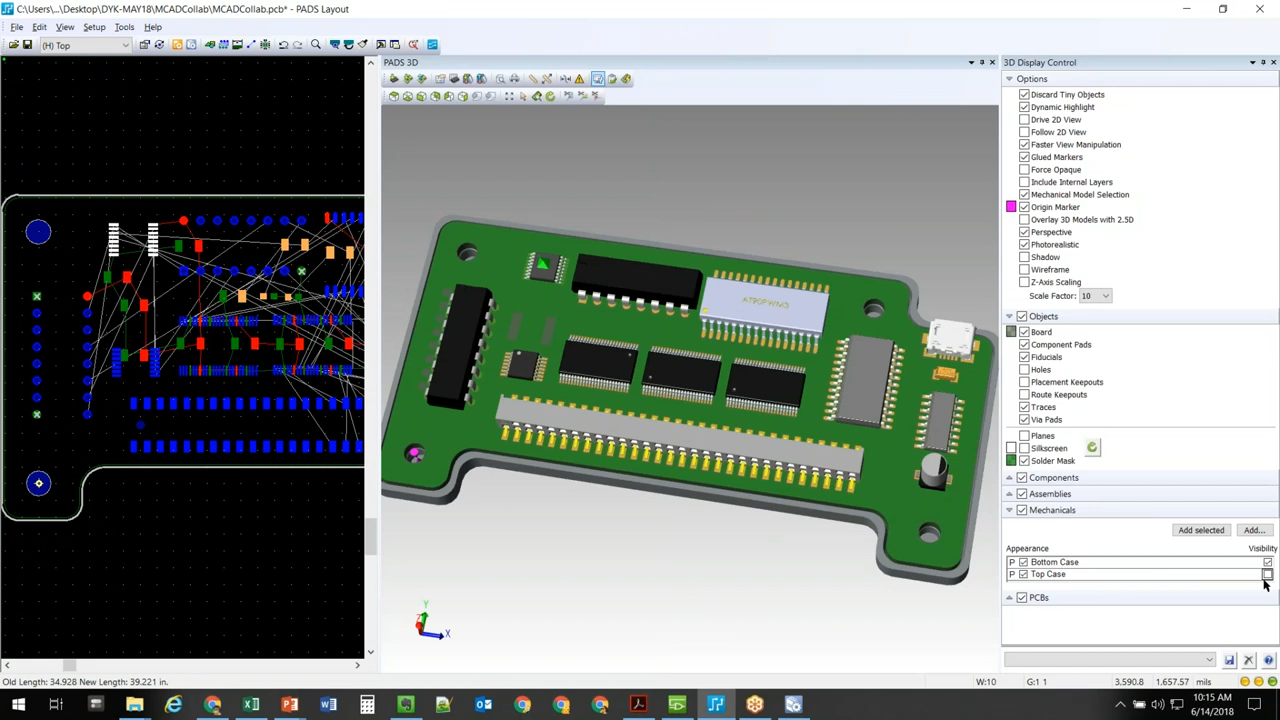 C:\Users\...\Desktop\DYK-MAY18\MCADCollab\MCADCollab.pcb* - PADS Layout
File Edit View Setup Tools Help
(H) Top
PADS 3D
3D Display Control
Options
Discard Tiny Objects
Dynamic Highlight
Drive 2D View
Follow 2D View
Faster View Manipulation
Glued Markers
Force Opaque
Include Internal Layers
Mechanical Model Selection
Origin Marker
Overlay 3D Models with 2.5D
Perspective
Photorealistic
Shadow
Wireframe
Z-Axis Scaling
Scale Factor: 10
Objects
Board
Component Pads
Fiducials
Holes
Placement Keepouts
Route Keepouts
Traces
Via Pads
Planes
Silkscreen
Solder Mask
Components
Assemblies
Mechanicals
Add selected Add...
Appearance Visibility
P Bottom Case
P Top Case
PCBs
Y
Z
X
Old Length: 34.928 New Length: 39.221 in.
W:10 G:1 1 3,590.8 1,657.57 mils
10:15 AM
6/14/2018